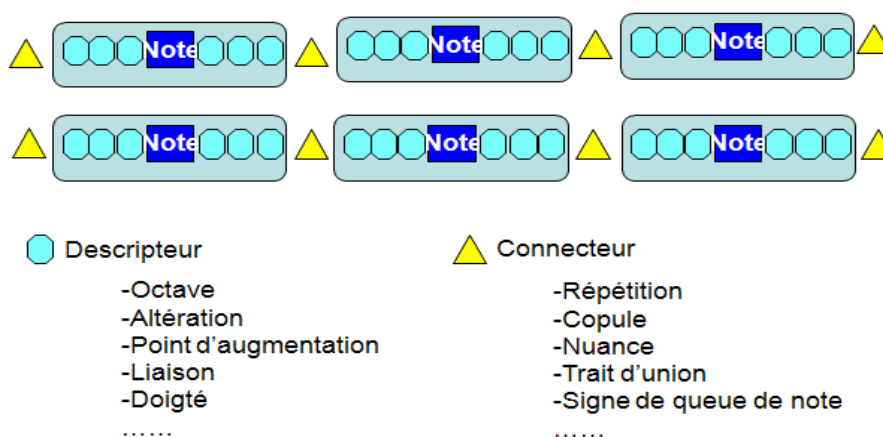 Note Note Note
Note Note Note
Descripteur
-Octave
-Altération
-Point d'augmentation
-Liaison
-Doigté
……
Connecteur
-Répétition
-Copule
-Nuance
-Trait d'union
-Signe de queue de note
……